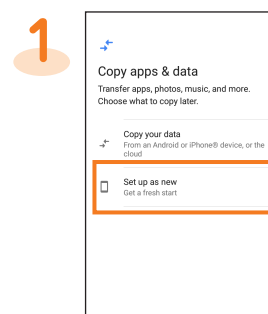 1
Copy apps & data
Transfer apps, photos, music, and more.
Choose what to copy later.
Copy your data
From an Android or iPhone® device, or the
cloud
Set up as new
Get a fresh start